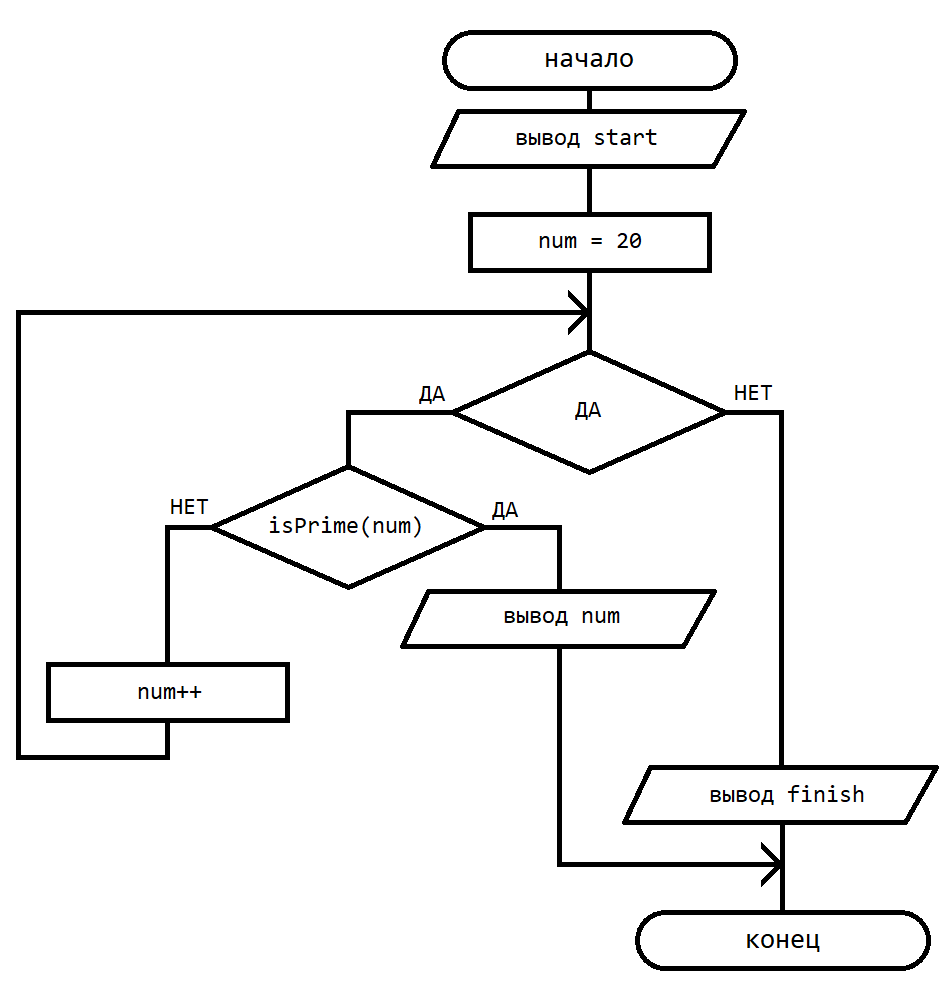 начало
вывод start
num = 20
ДА
ДА
НЕТ
НЕТ
isPrime(num)
ДА
вывод num
num++
вывод finish
конец